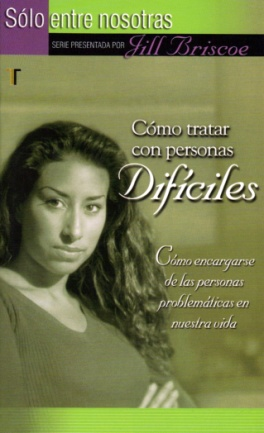 Sólo entre nosotras
SERIE PRESENTADA POR Jill Briscoe
r
Cómo tratar
con personas
Difíciles
Cómo encargarse
de las personas
problemáticas en
nuestra vida